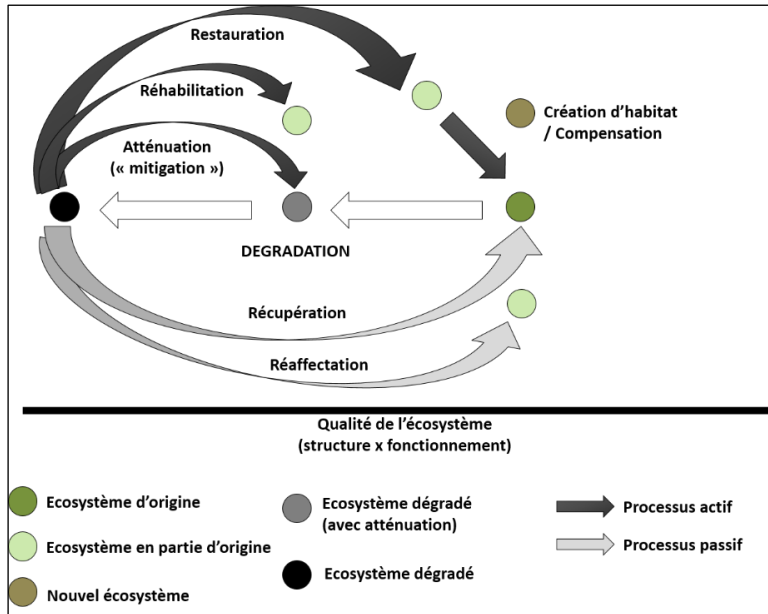 Restauration
Réhabilitation
Création d’habitat
/ Compensation
Atténuation
(« mitigation »)
DEGRADATION
Récupération
Réaffectation
Qualité de l’écosystème
(structure x fonctionnement)
Ecosystème d’origine
Ecosystème en partie d’origine
Nouvel écosystème
Ecosystème dégradé
(avec atténuation)
Ecosystème dégradé
Processus actif
Processus passif